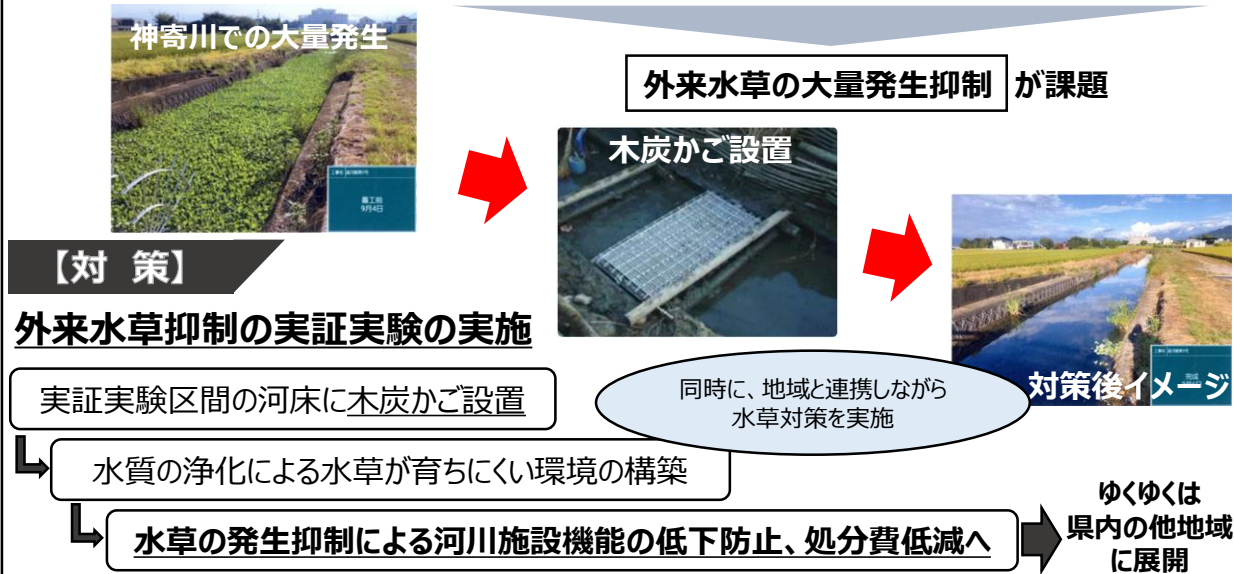 神寄川での大量発生
外来水草の大量発生抑制 が課題
木炭かご設置
着工前
9月4日
【対 策】
外来水草抑制の実証実験の実施
対策後イメージ
同時に、地域と連携しながら
水草対策を実施
実証実験区間の河床に木炭かご設置
水質の浄化による水草が育ちにくい環境の構築
水草の発生抑制による河川施設機能の低下防止、処分費低減へ
ゆくゆくは
県内の他地域
に展開